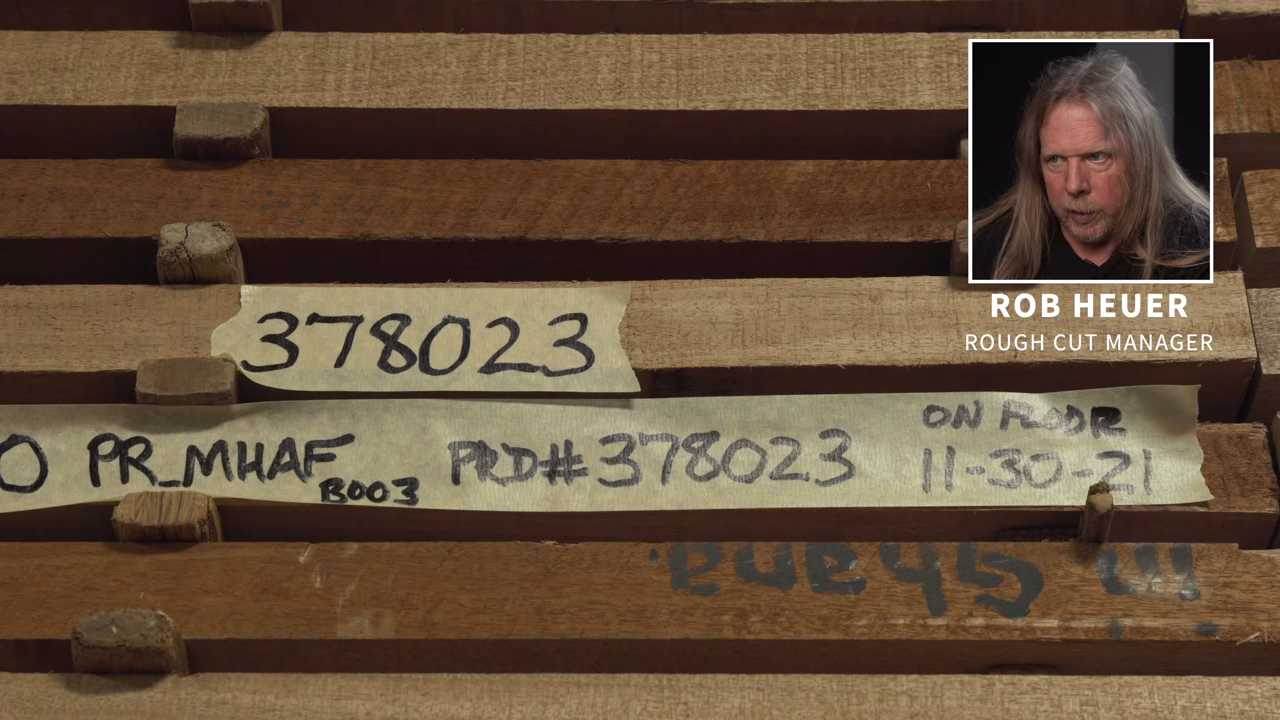 ROB HEUER
ROUGH CUT MANAGER
378023
O PR_MHAF B003 PRD#378023 ON FLOOR 11-30-21